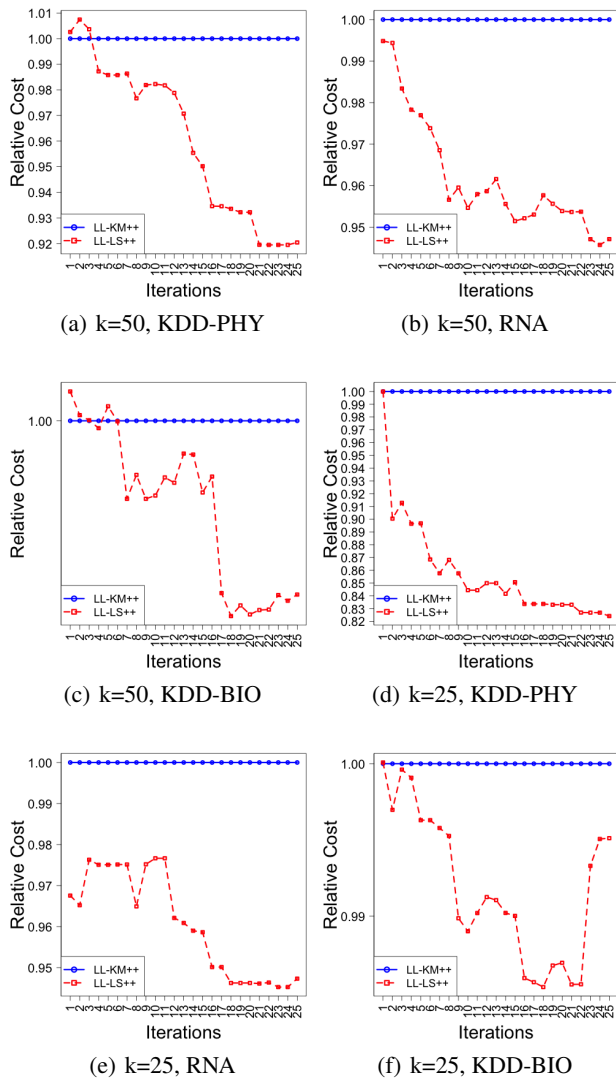 1.01
1.00
0.99
0.98
0.97
0.96
0.95
0.94
0.93
0.92
Relative Cost
LL-KM++
LL-LS++
1 2 3 4 5 6 7 8 9 10 11 12 13 14 15 16 17 18 19 20 21 22 23 24 25
Iterations
(a) k=50, KDD-PHY
1.00
0.98
0.97
0.96
0.95
Relative Cost
LL-KM++
LL-LS++
1 2 3 4 5 6 7 8 9 10 11 12 13 14 15 16 17 18 19 20 21 22 23 24 25
Iterations
(b) k=50, RNA
1.00
Relative Cost
LL-KM++
LL-LS++
1 2 3 4 5 6 7 8 9 10 11 12 13 14 15 16 17 18 19 20 21 22 23 24 25
Iterations
(c) k=50, KDD-BIO
1.00
0.99
0.98
0.97
0.96
0.95
0.94
0.93
0.92
0.91
0.90
0.89
0.88
0.87
0.86
0.85
0.84
0.83
0.82
Relative Cost
LL-KM++
LL-LS++
1 2 3 4 5 6 7 8 9 10 11 12 13 14 15 16 17 18 19 20 21 22 23 24 25
Iterations
(d) k=25, KDD-PHY
1.00
0.99
0.98
0.97
0.96
0.95
Relative Cost
LL-KM++
LL-LS++
1 2 3 4 5 6 7 8 9 10 11 12 13 14 15 16 17 18 19 20 21 22 23 24 25
Iterations
(e) k=25, RNA
1.00
0.99
Relative Cost
LL-KM++
LL-LS++
1 2 3 4 5 6 7 8 9 10 11 12 13 14 15 16 17 18 19 20 21 22 23 24 25
Iterations
(f) k=25, KDD-BIO